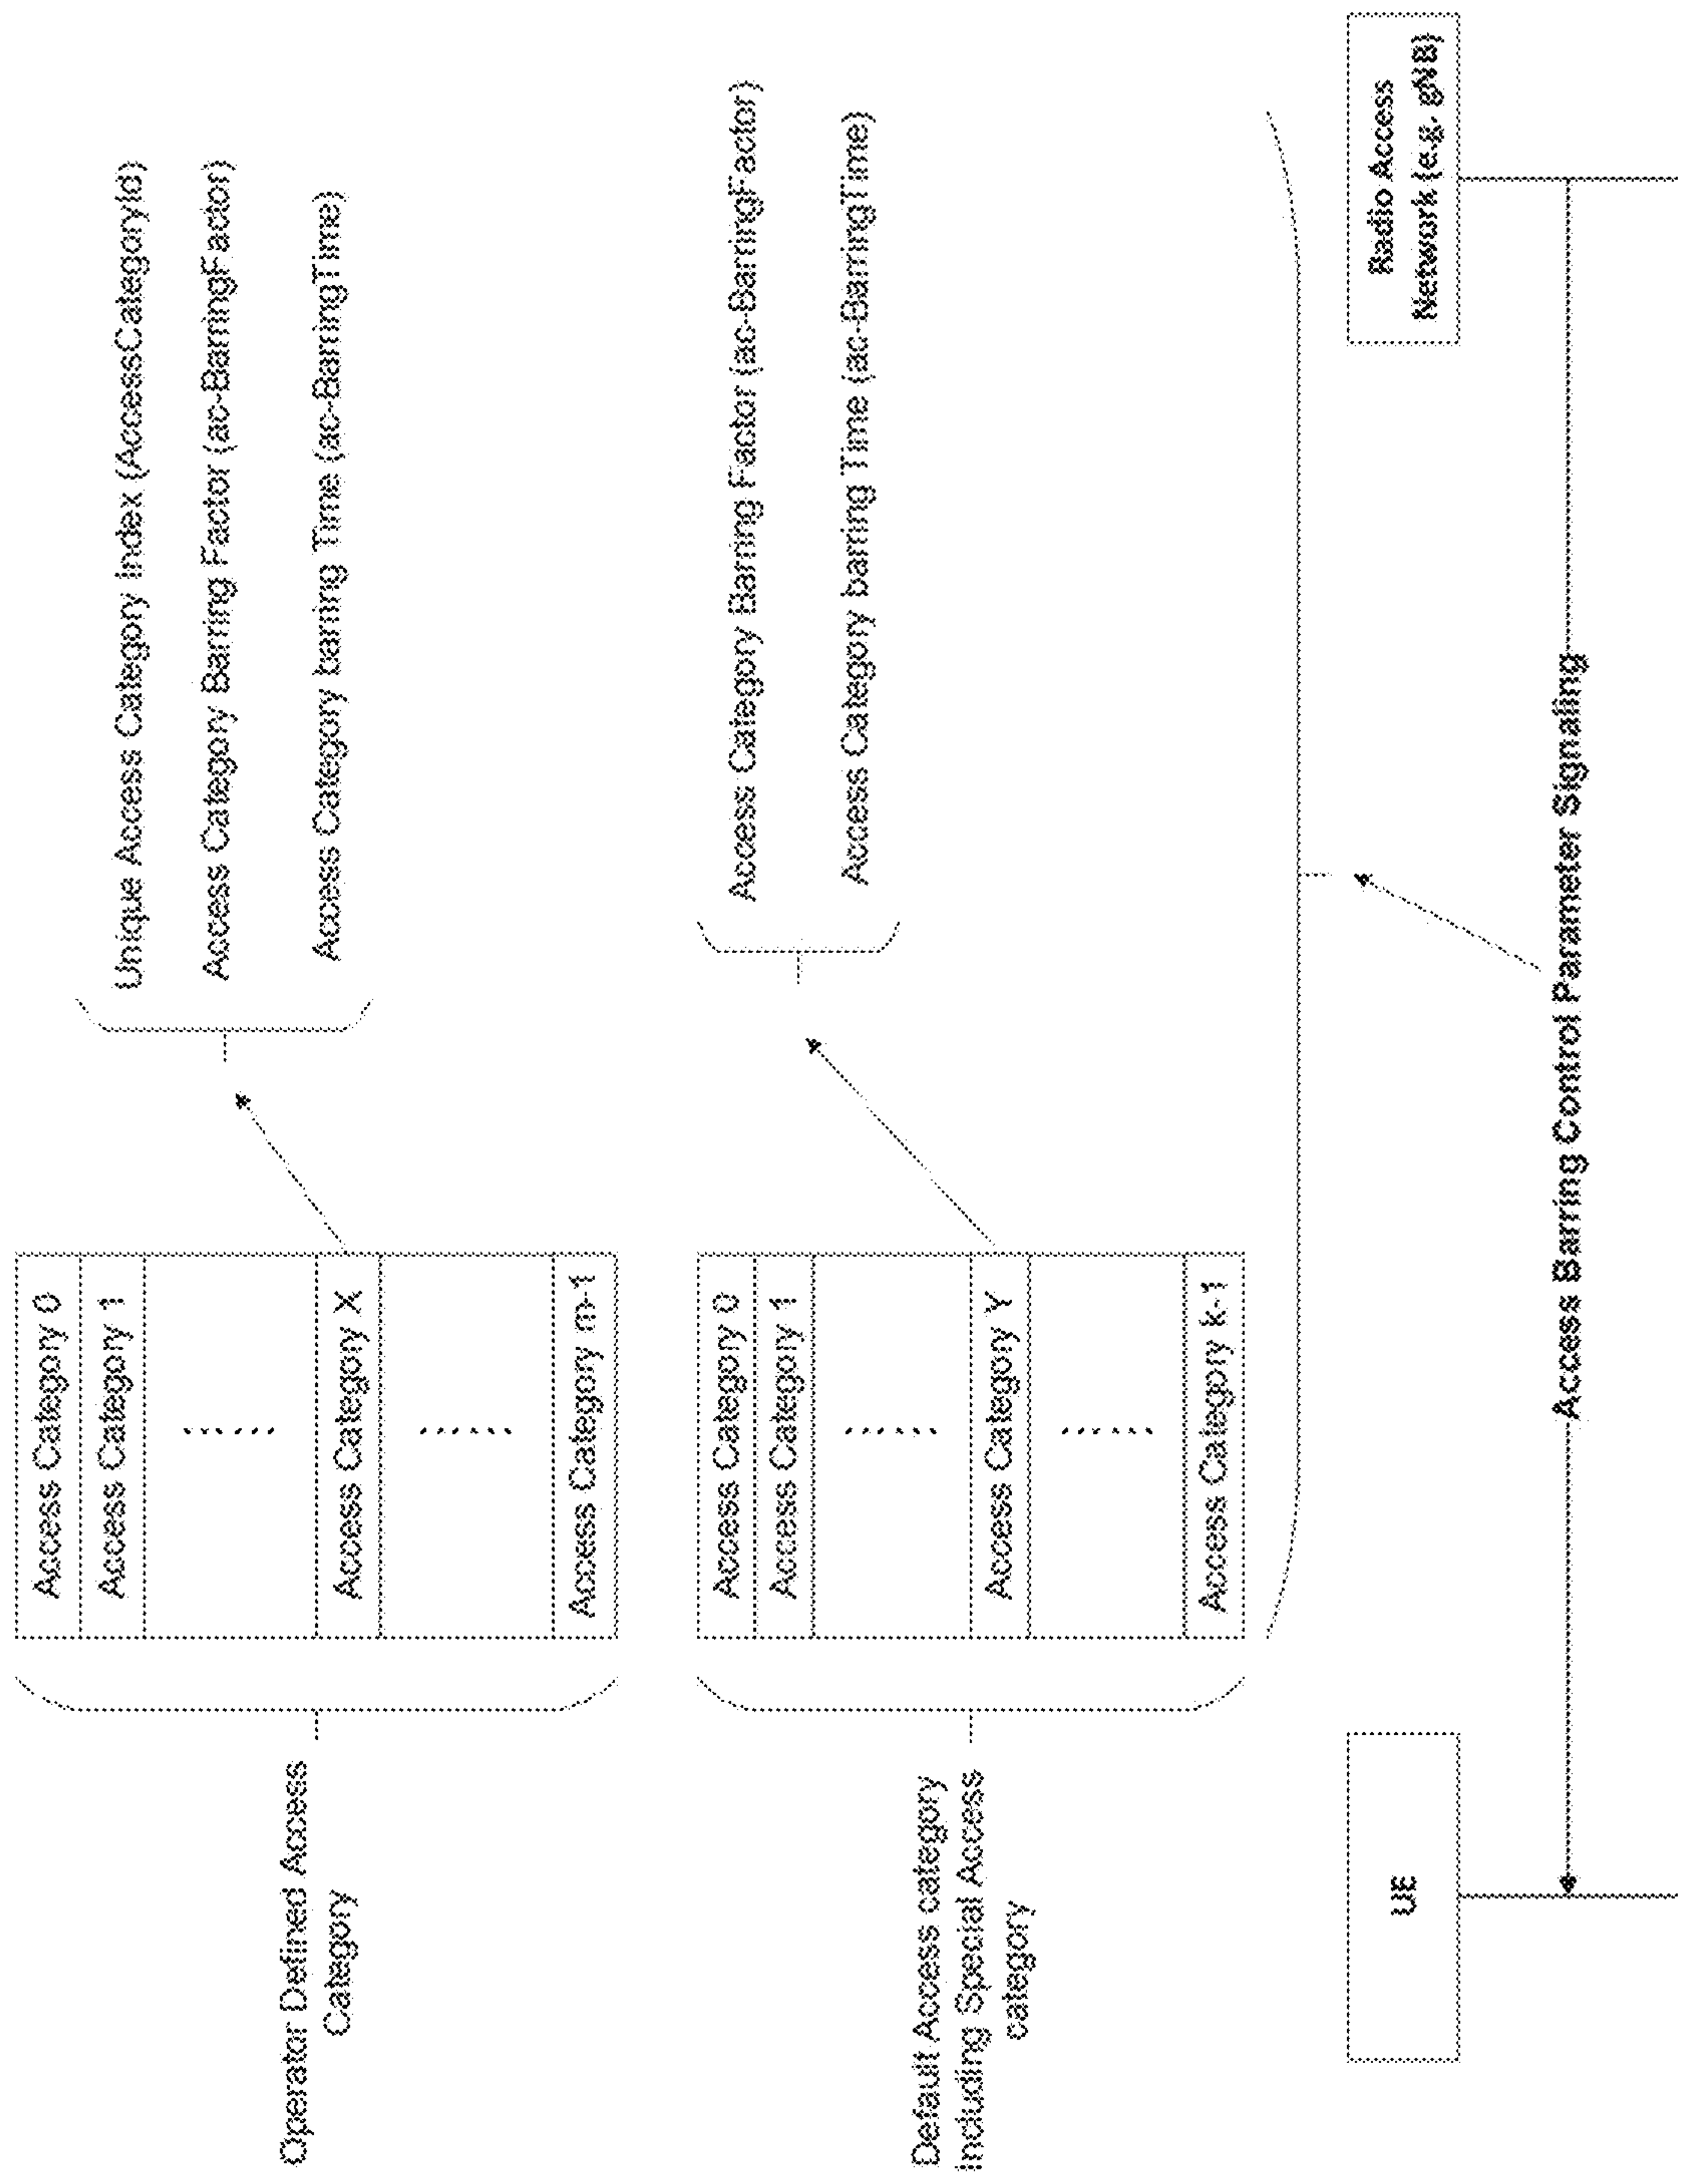 Operator Defined Access
Category
Access Category 0
Access Category 1
......
Access Category X
......
Access Category m-1
Unique Access Category Index (AccessCategoryId)
Access Category Barring Factor (ac-BarringFactor)
Access Category barring Time (ac-BarringTime)
Default Access category
including Special Access
category
Access Category 0
Access Category 1
......
Access Category Y
......
Access Category k-1
Access Category Barring Factor (ac-BarringFactor)
Access Category barring Time (ac-BarringTime)
UE
Radio Access
Network (e.g. gNB)
Access Barring Control Parameter Signaling